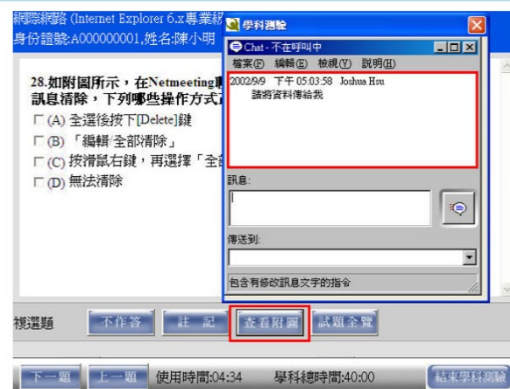 網際網路 (Internet Explorer 6.x專業級
身份證號:A000000001,姓名:陳小明
28.如附圖所示，在Netmeeting
訊息清除，下列哪些操作方式
(A) 全選後按下[Delete]鍵
(B) 「編輯 全部清除」
(C) 按滑鼠右鍵，再選擇「全
(D) 無法清除
學科測驗
Chat - 不在呼叫中
檔案(F) 編輯(E) 檢視(V) 說明(H)
2002/9/9 下午 05:03:58 Joshua Hsu
請將資料傳給我
訊息:
傳送到:
包含有修改訊息文字的指令
複選題 不作答 註 記 查看附圖 試題全覽
下一題 上一題 使用時間:04:34 學科總時間:40:00 結束學科測驗